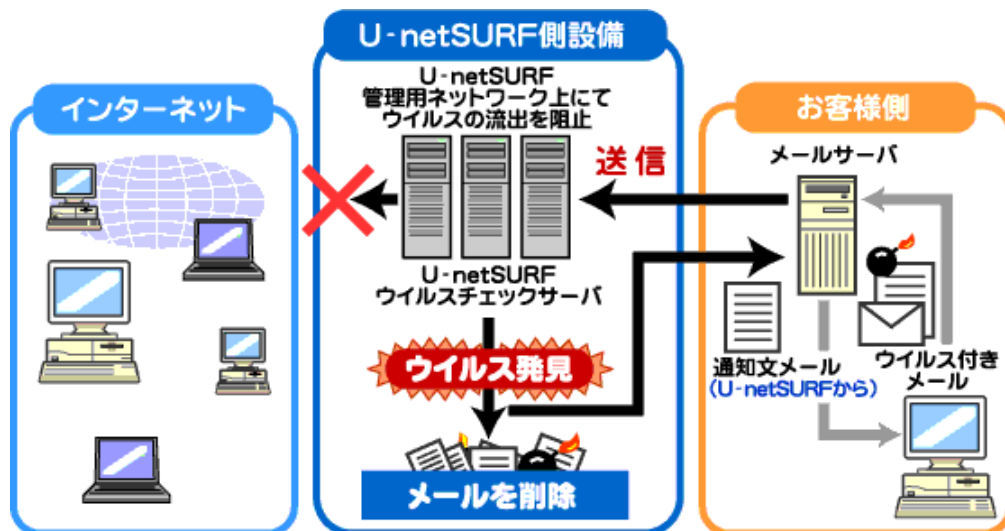 U-netSURF側設備
インターネット
お客様側
U-netSURF
管理用ネットワーク上にて
ウイルスの流出を阻止
送信
メールサーバ
U-netSURF
ウイルスチェックサーバ
ウイルス発見
通知文メール
(U-netSURFから)
ウイルス付き
メール
メールを削除